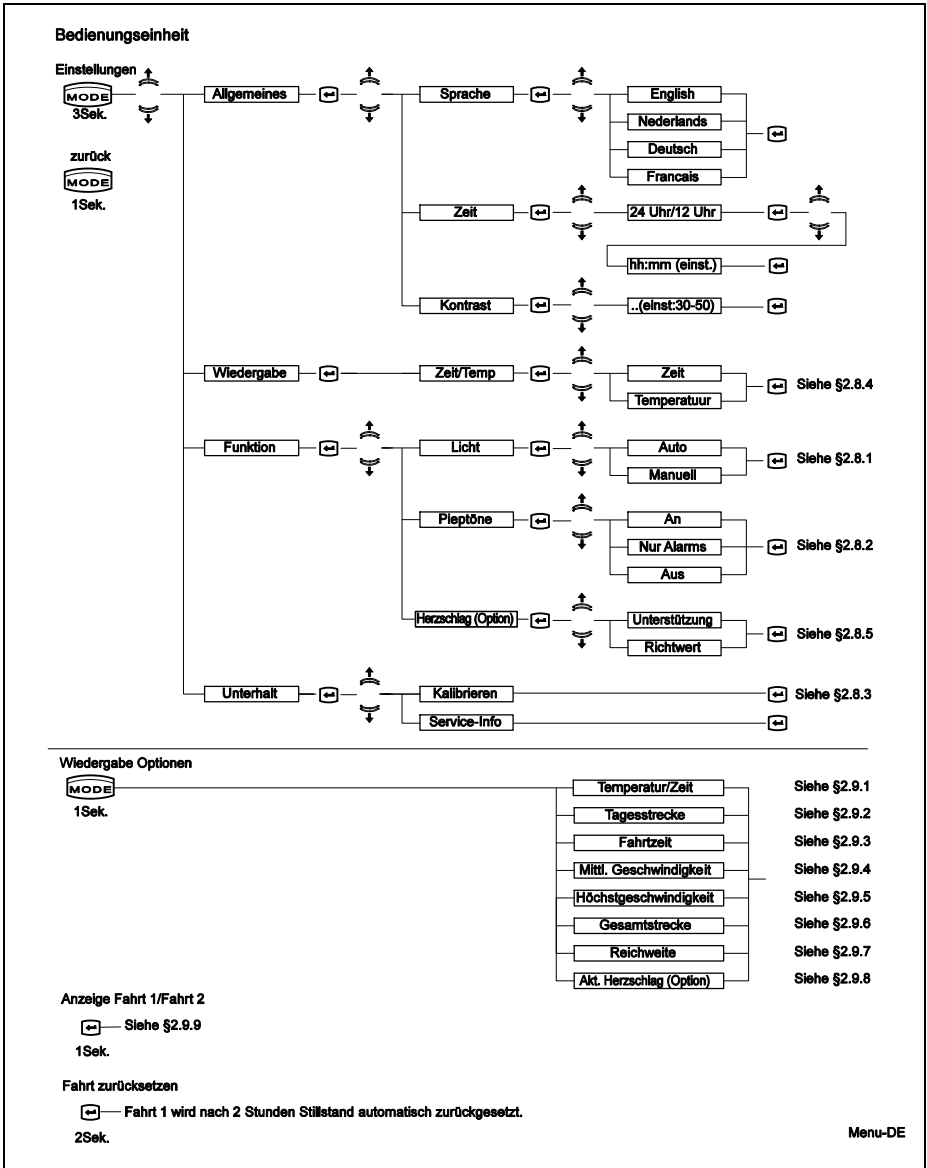 Bedienungseinheit
Einstellungen
MODE
3Sek.
zurück
MODE
1Sek.
Allgemeines
Sprache
English
Nederlands
Deutsch
Francais
Zeit
24 Uhr/12 Uhr
hh:mm (einst.)
Kontrast
..(einst:30-50)
Wiedergabe
Zeit/Temp
Zeit
Temperatuur
Siehe §2.8.4
Funktion
Licht
Auto
Manuell
Siehe §2.8.1
Pieptöne
An
Nur Alarms
Aus
Siehe §2.8.2
Herzschlag (Option)
Unterstützung
Richtwert
Siehe §2.8.5
Unterhalt
Kalibrieren
Siehe §2.8.3
Service-Info
Wiedergabe Optionen
MODE
1Sek.
Temperatur/Zeit
Siehe §2.9.1
Tagesstrecke
Siehe §2.9.2
Fahrtzeit
Siehe §2.9.3
Mittl. Geschwindigkeit
Siehe §2.9.4
Höchstgeschwindigkeit
Siehe §2.9.5
Gesamtstrecke
Siehe §2.9.6
Reichweite
Siehe §2.9.7
Akt. Herzschlag (Option)
Siehe §2.9.8
Anzeige Fahrt 1/Fahrt 2
Siehe §2.9.9
1Sek.
Fahrt zurücksetzen
Fahrt 1 wird nach 2 Stunden Stillstand automatisch zurückgesetzt.
2Sek.
Menu-DE